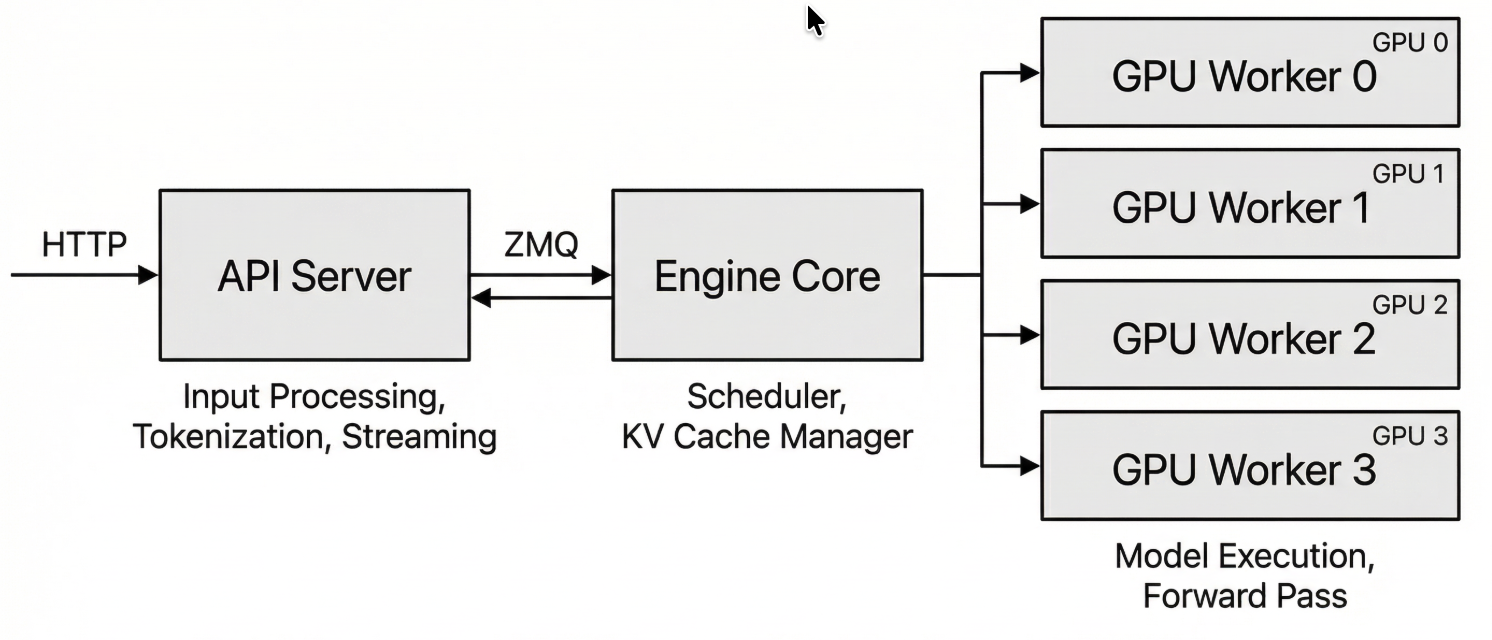 HTTP
API Server
Input Processing,
Tokenization, Streaming
ZMQ
Engine Core
Scheduler,
KV Cache Manager
GPU 0
GPU Worker 0
GPU 1
GPU Worker 1
GPU 2
GPU Worker 2
GPU 3
GPU Worker 3
Model Execution,
Forward Pass